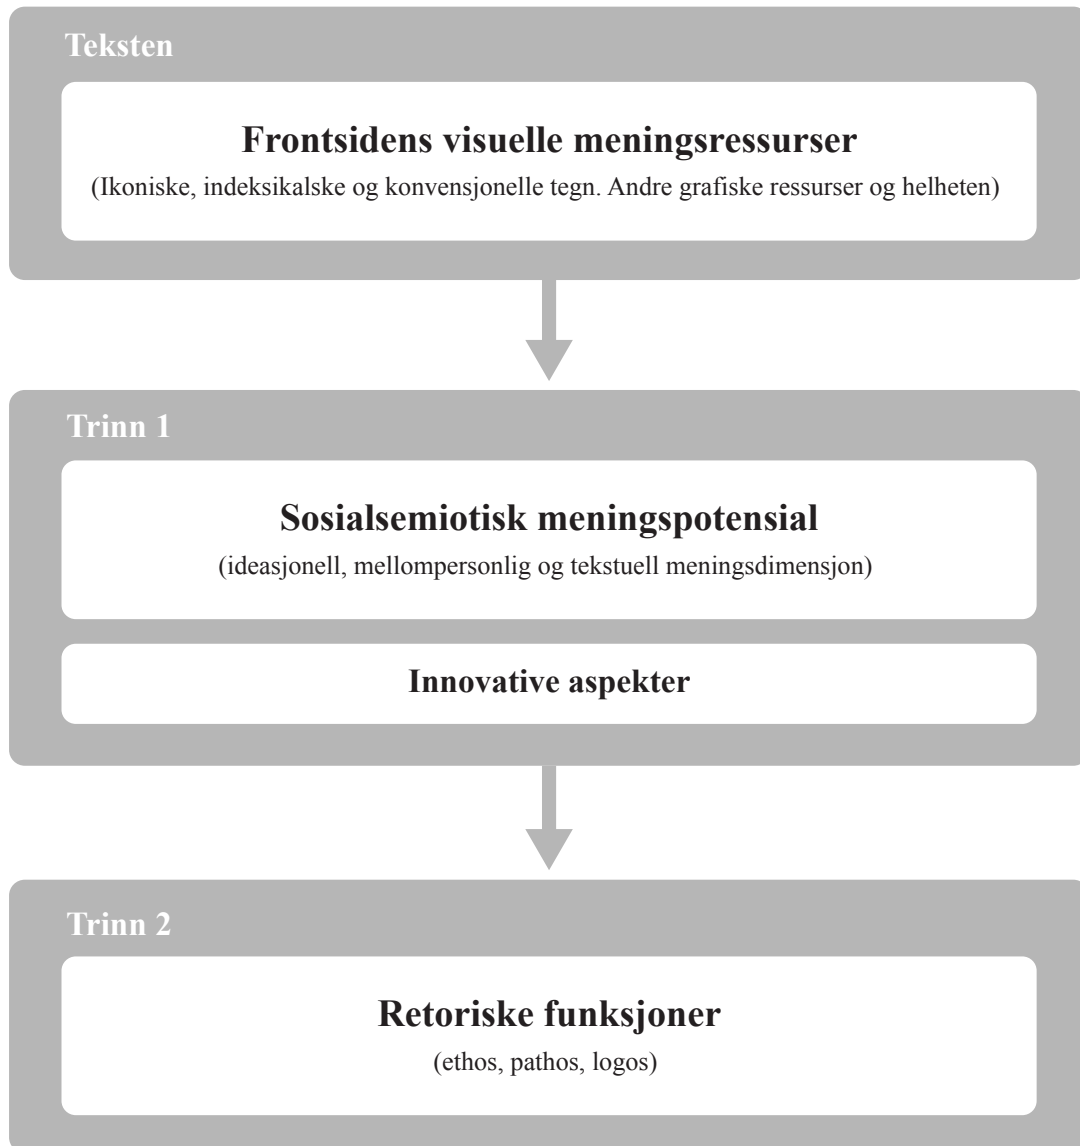 Teksten
Frontsidens visuelle meningsressurser
(Ikoniske, indeksikalske og konvensjonelle tegn. Andre grafiske ressurser og helheten)
Trinn 1
Sosialsemiotisk meningspotensial
(ideasjonell, mellompersonlig og tekstuell meningsdimensjon)
Innovative aspekter
Trinn 2
Retoriske funksjoner
(ethos, pathos, logos)